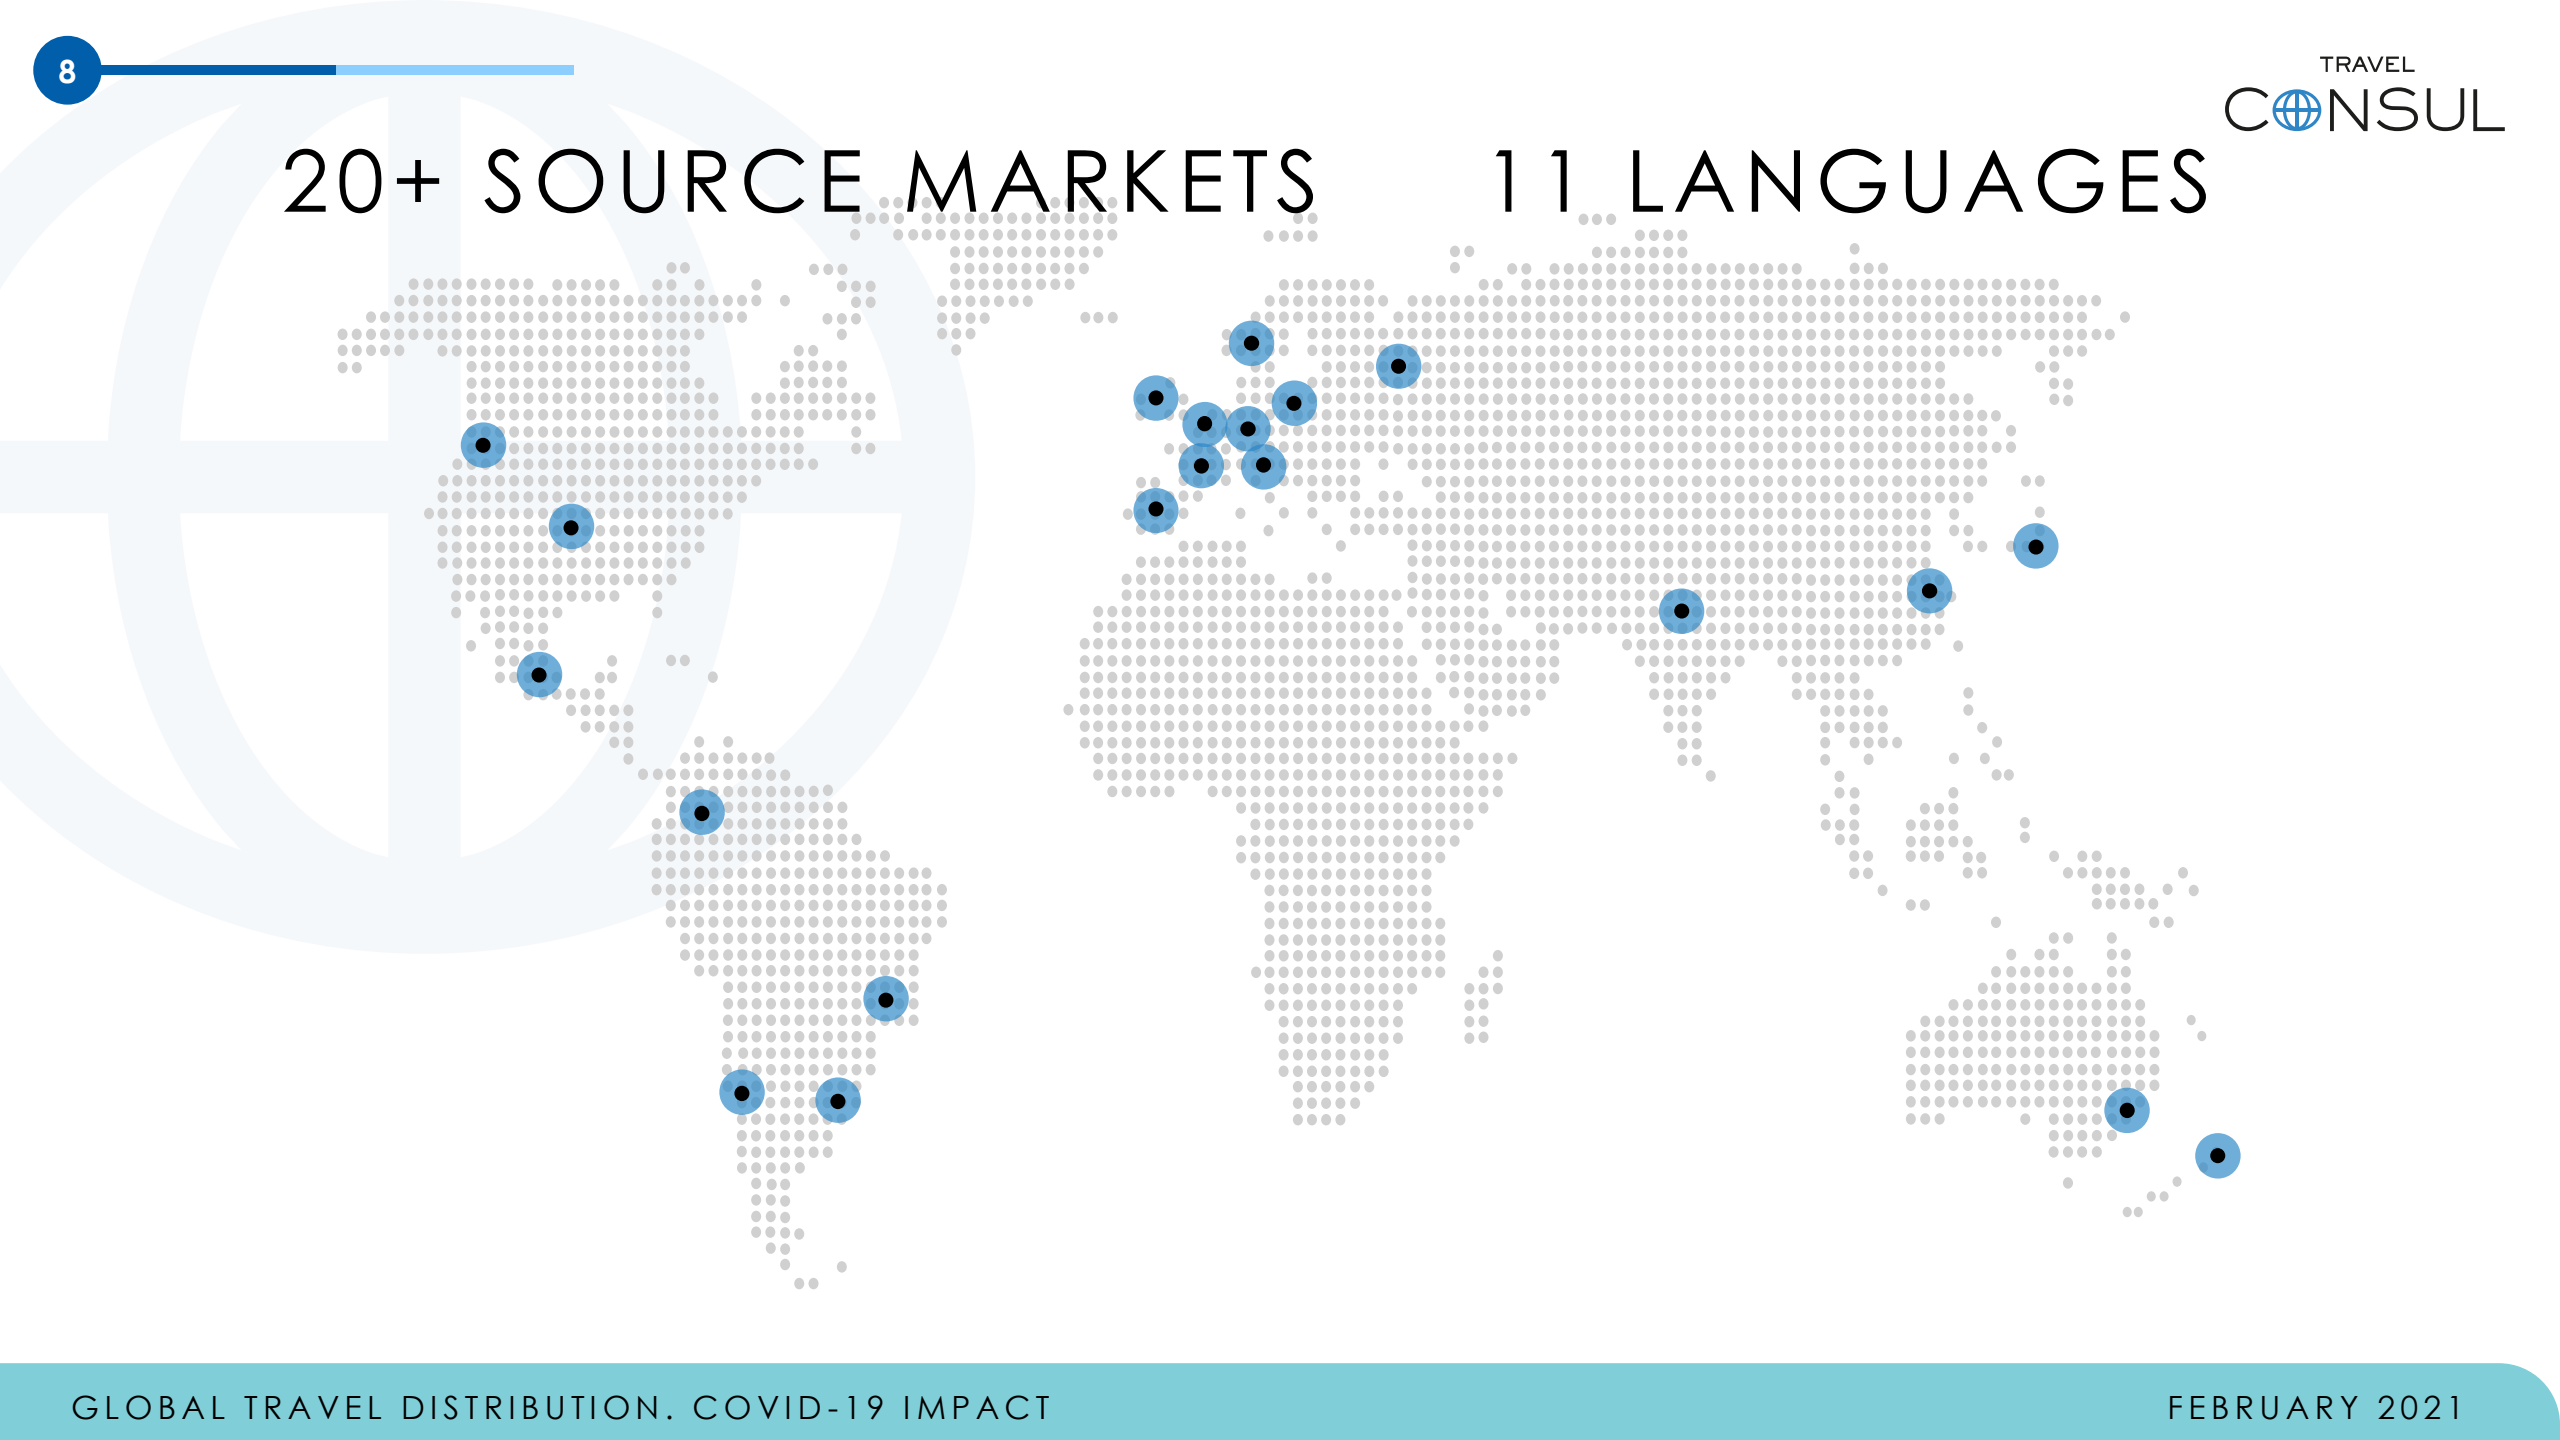 8
TRAVEL
CONSUL
20+ SOURCE MARKETS 11 LANGUAGES
GLOBAL TRAVEL DISTRIBUTION. COVID-19 IMPACT
FEBRUARY 2021